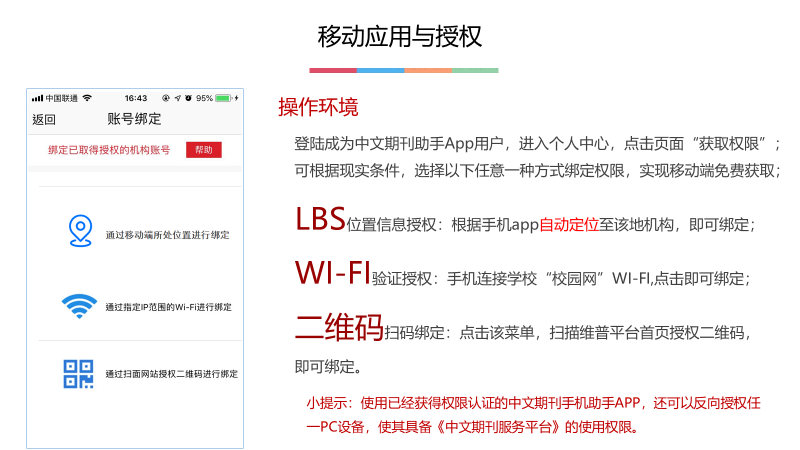 移动应用与授权
中国联通 16:43 95%
返回 账号绑定
绑定已取得授权的机构账号 帮助
通过移动端所处位置进行绑定
通过指定IP范围的Wi-Fi进行绑定
通过扫面网站授权二维码进行绑定
操作环境
登陆成为中文期刊助手App用户，进入个人中心，点击页面“获取权限”；
可根据现实条件，选择以下任意一种方式绑定权限，实现移动端免费获取；
LBS位置信息授权：根据手机app自动定位至该地机构，即可绑定；
WI-FI验证授权：手机连接学校“校园网”WI-FI,点击即可绑定；
二维码扫码绑定：点击该菜单，扫描维普平台首页授权二维码，
即可绑定。
小提示：使用已经获得权限认证的中文期刊手机助手APP，还可以反向授权任
一PC设备，使其具备《中文期刊服务平台》的使用权限。